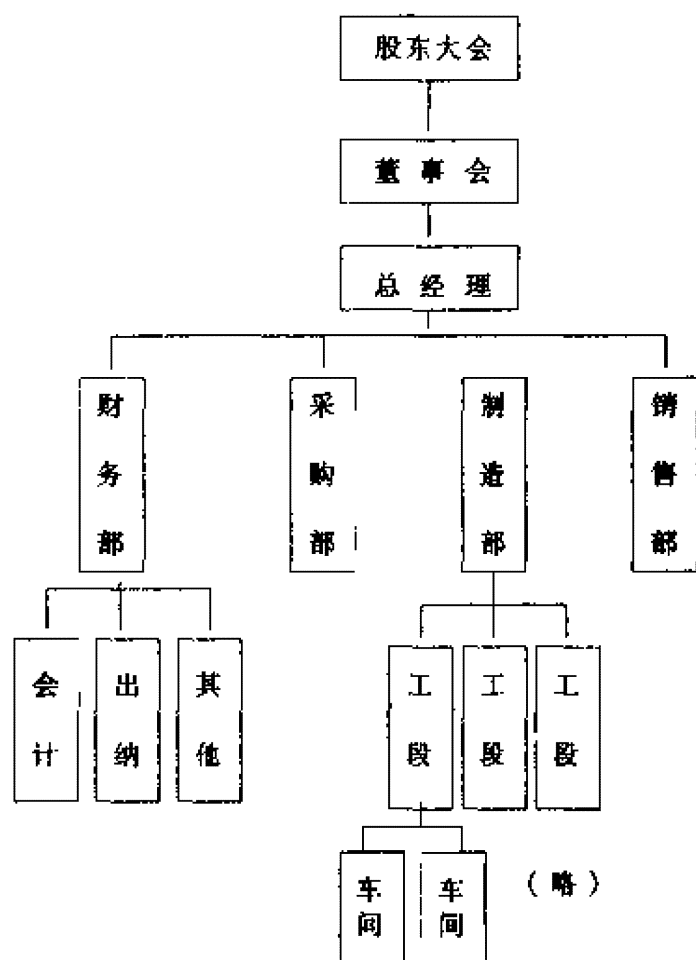 股东大会
董事会
总经理
财务部
采购部
制造部
销售部
会计
出纳
其他
工段
工段
工段
车间
车间
(略)